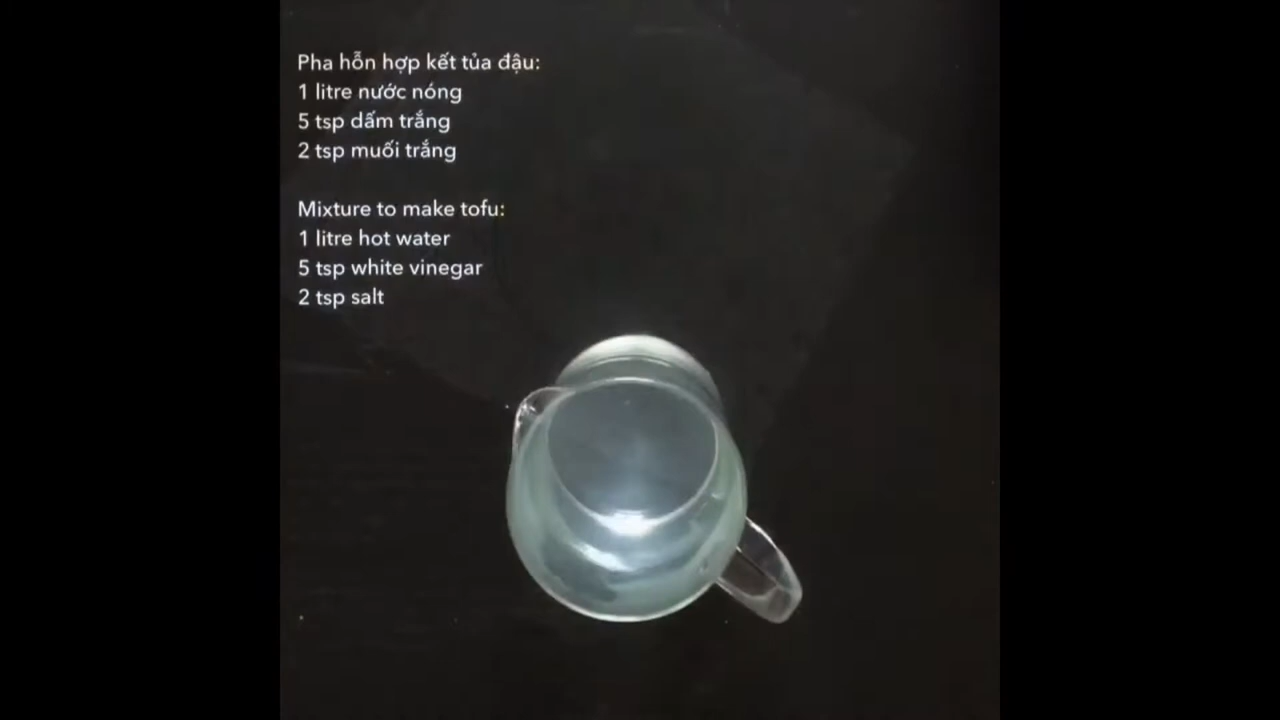 Pha hỗn hợp kết tủa đậu:
1 litre nước nóng
5 tsp dấm trắng
2 tsp muối trắng
Mixture to make tofu:
1 litre hot water
5 tsp white vinegar
2 tsp salt